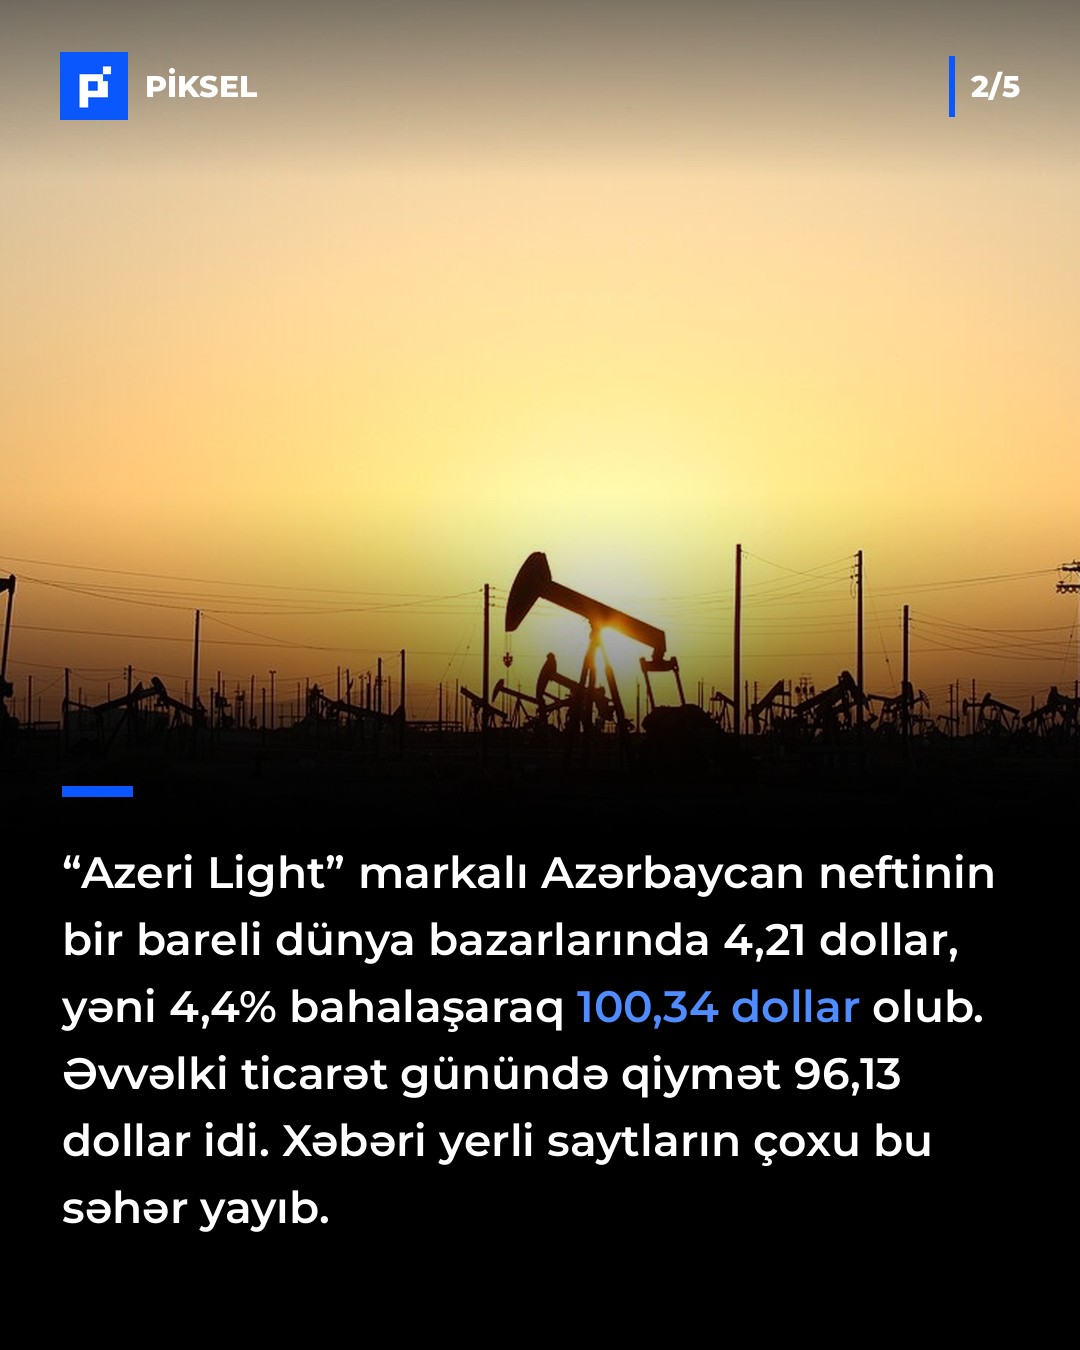 PİKSEL
2/5
“Azeri Light” markalı Azərbaycan neftinin
bir bareli dünya bazarlarında 4,21 dollar,
yəni 4,4% bahalaşaraq 100,34 dollar olub.
Əvvəlki ticarət günündə qiymət 96,13
dollar idi. Xəbəri yerli saytların çoxu bu
səhər yayıb.